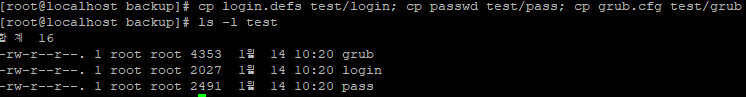 [root@localhost backup]# cp login.defs test/login; cp passwd test/pass; cp grub.cfg test/grub
[root@localhost backup]# ls -l test
합계 16
-rw-r--r--. 1 root root 4353  1월  14 10:20 grub
-rw-r--r--. 1 root root 2027  1월  14 10:20 login
-rw-r--r--. 1 root root 2491  1월  14 10:20 pass